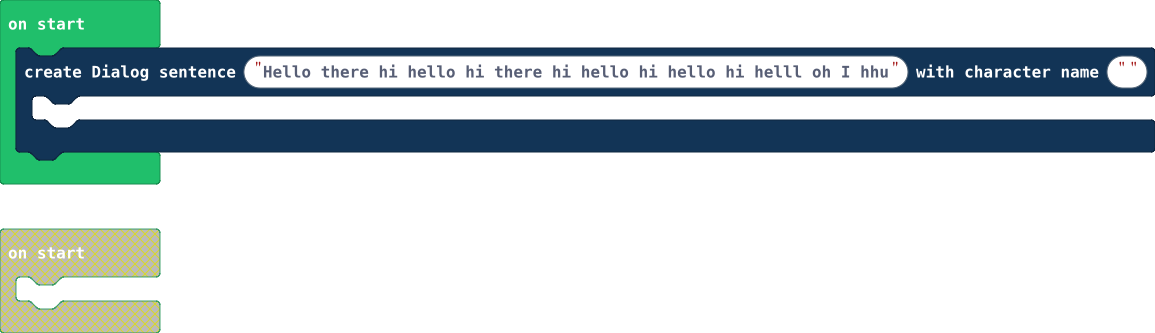 on start
create Dialog sentence "Hello there hi hello hi there hi hello hi hello hi helll oh I hhu" with character name " "
on start